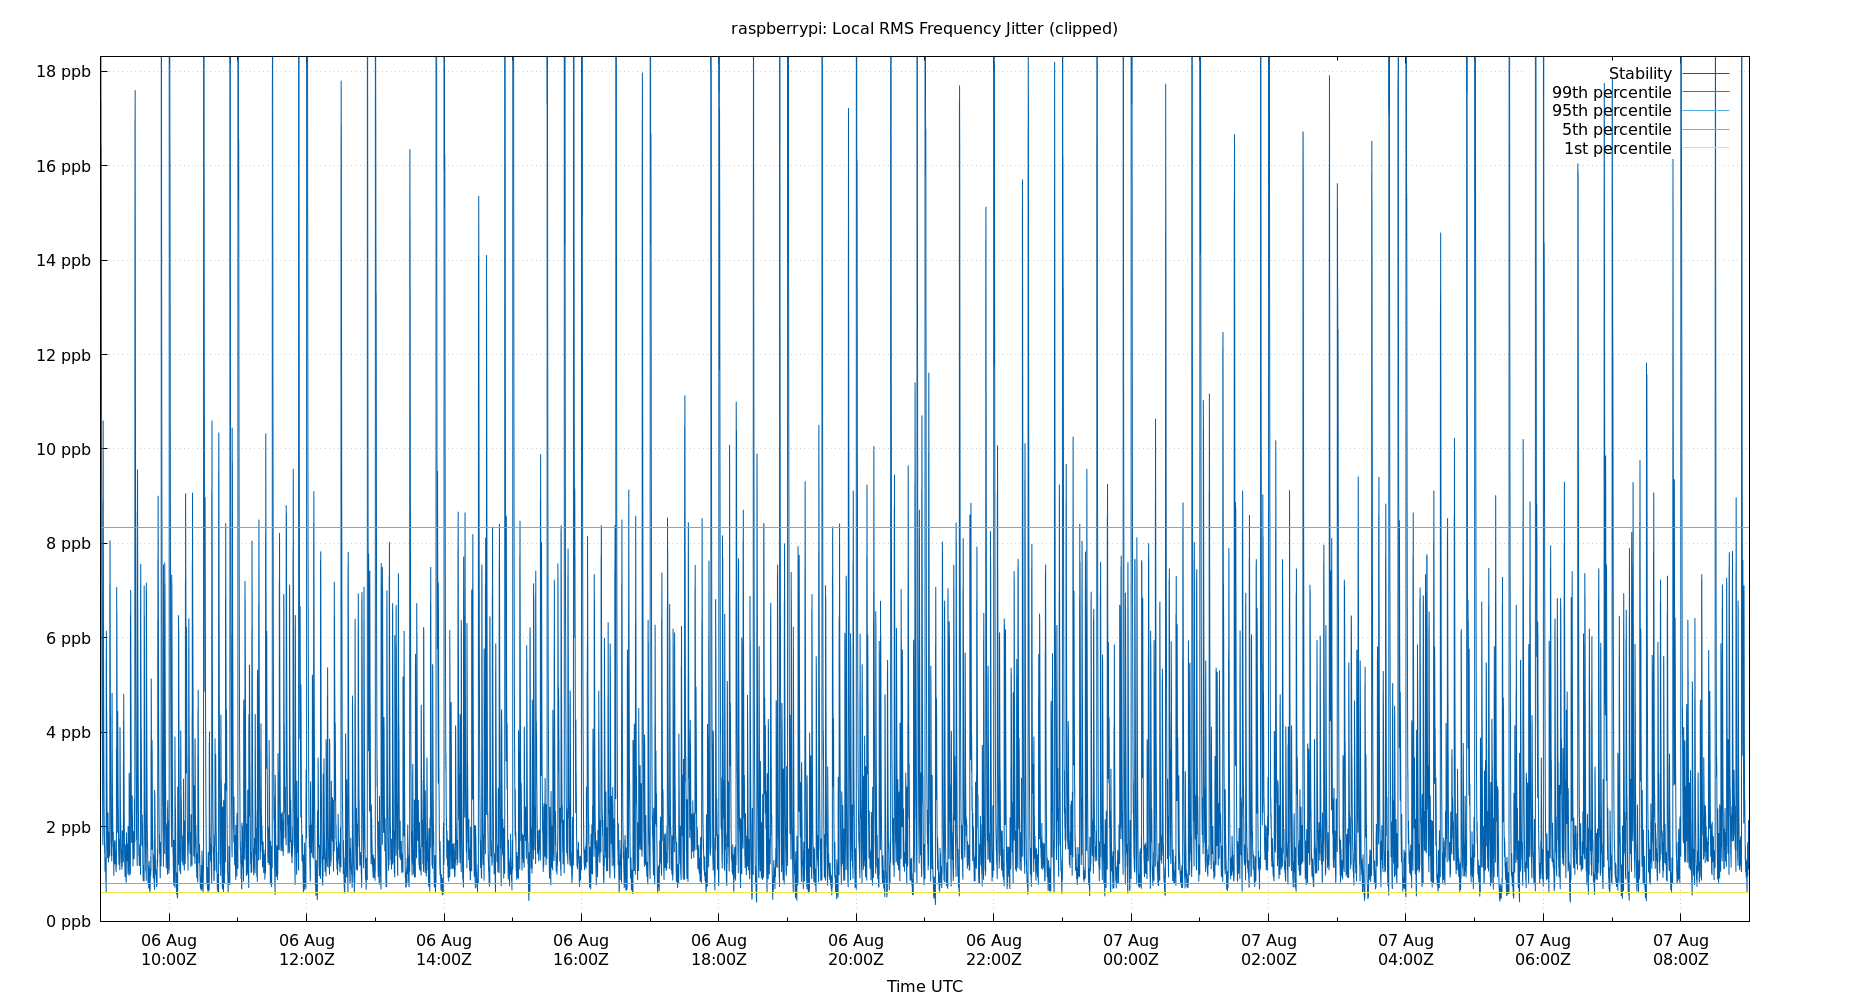 raspberrypi: Local RMS Frequency Jitter (clipped)
18 ppb
16 ppb
14 ppb
12 ppb
10 ppb
8 ppb
6 ppb
4 ppb
2 ppb
0 ppb
Stability
99th percentile
95th percentile
5th percentile
1st percentile
06 Aug
10:00Z
06 Aug
12:00Z
06 Aug
14:00Z
06 Aug
16:00Z
06 Aug
18:00Z
06 Aug
20:00Z
06 Aug
22:00Z
07 Aug
00:00Z
07 Aug
02:00Z
07 Aug
04:00Z
07 Aug
06:00Z
07 Aug
08:00Z
Time UTC